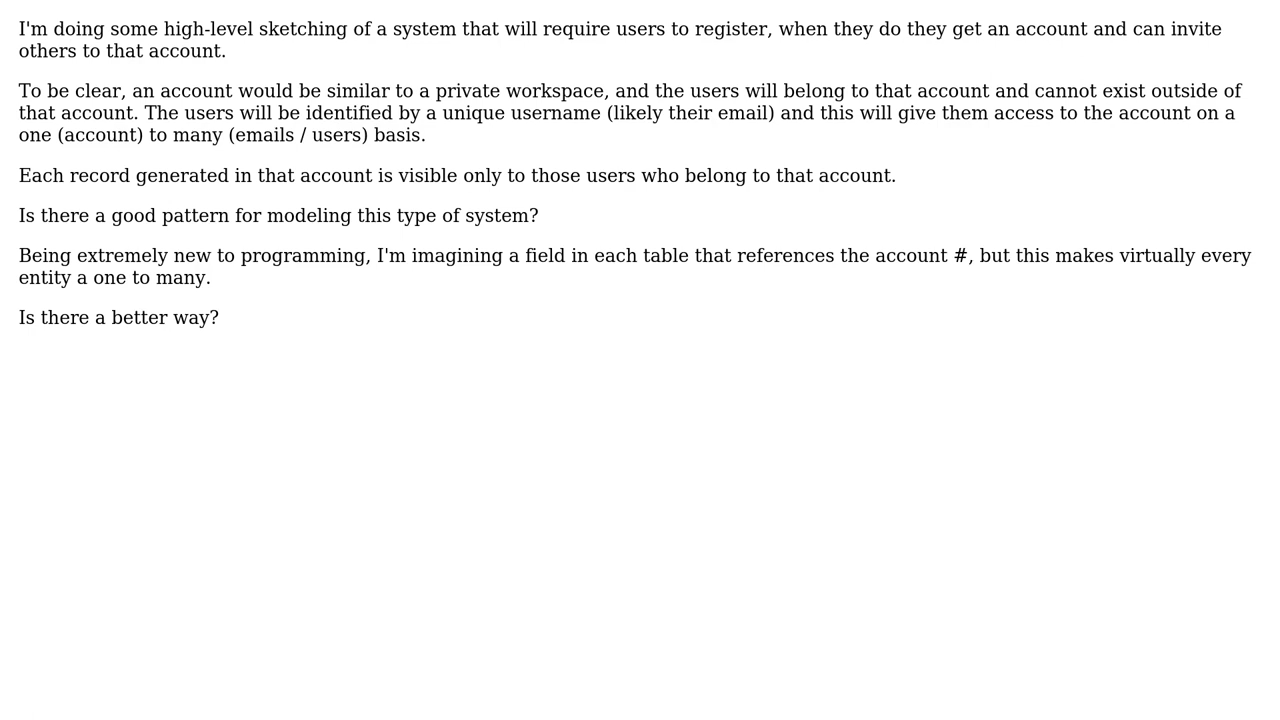 I'm doing some high-level sketching of a system that will require users to register, when they do they get an account and can invite
others to that account.
To be clear, an account would be similar to a private workspace, and the users will belong to that account and cannot exist outside of
that account. The users will be identified by a unique username (likely their email) and this will give them access to the account on a
one (account) to many (emails / users) basis.
Each record generated in that account is visible only to those users who belong to that account.
Is there a good pattern for modeling this type of system?
Being extremely new to programming, I'm imagining a field in each table that references the account #, but this makes virtually every
entity a one to many.
Is there a better way?